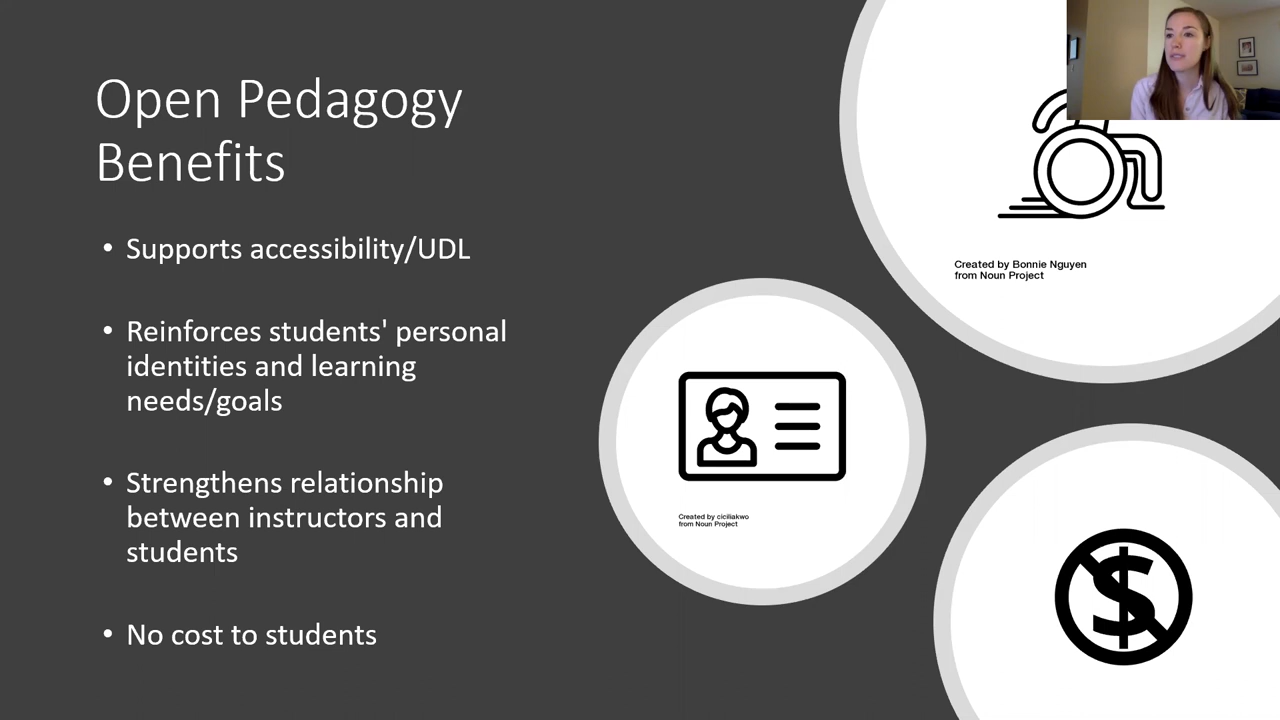 Open Pedagogy
Benefits
• Supports accessibility/UDL
• Reinforces students' personal
identities and learning
needs/goals
• Strengthens relationship
between instructors and
students
• No cost to students
Created by Bonnie Nguyen
from Noun Project
Created by ciciliakwo
from Noun Project
$